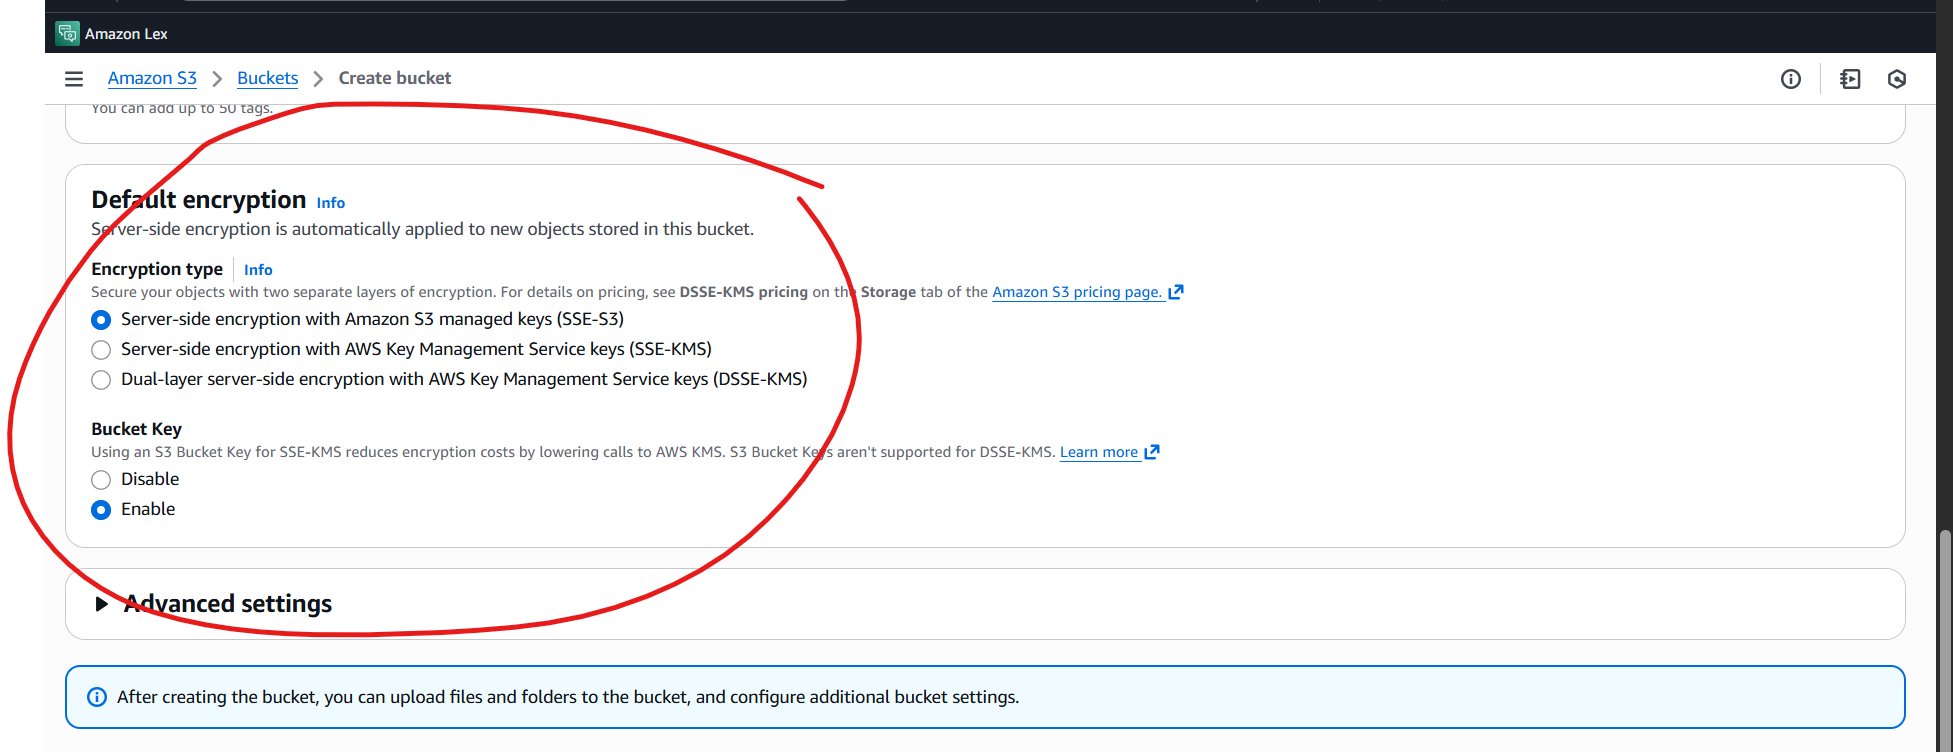 Amazon Lex
Amazon S3 > Buckets > Create bucket
You can add up to 50 tags.
Default encryption Info
Server-side encryption is automatically applied to new objects stored in this bucket.
Encryption type Info
Secure your objects with two separate layers of encryption. For details on pricing, see DSSE-KMS pricing on the Storage tab of the Amazon S3 pricing page.
Server-side encryption with Amazon S3 managed keys (SSE-S3)
Server-side encryption with AWS Key Management Service keys (SSE-KMS)
Dual-layer server-side encryption with AWS Key Management Service keys (DSSE-KMS)
Bucket Key
Using an S3 Bucket Key for SSE-KMS reduces encryption costs by lowering calls to AWS KMS. S3 Bucket Keys aren't supported for DSSE-KMS. Learn more
Disable
Enable
Advanced settings
After creating the bucket, you can upload files and folders to the bucket, and configure additional bucket settings.